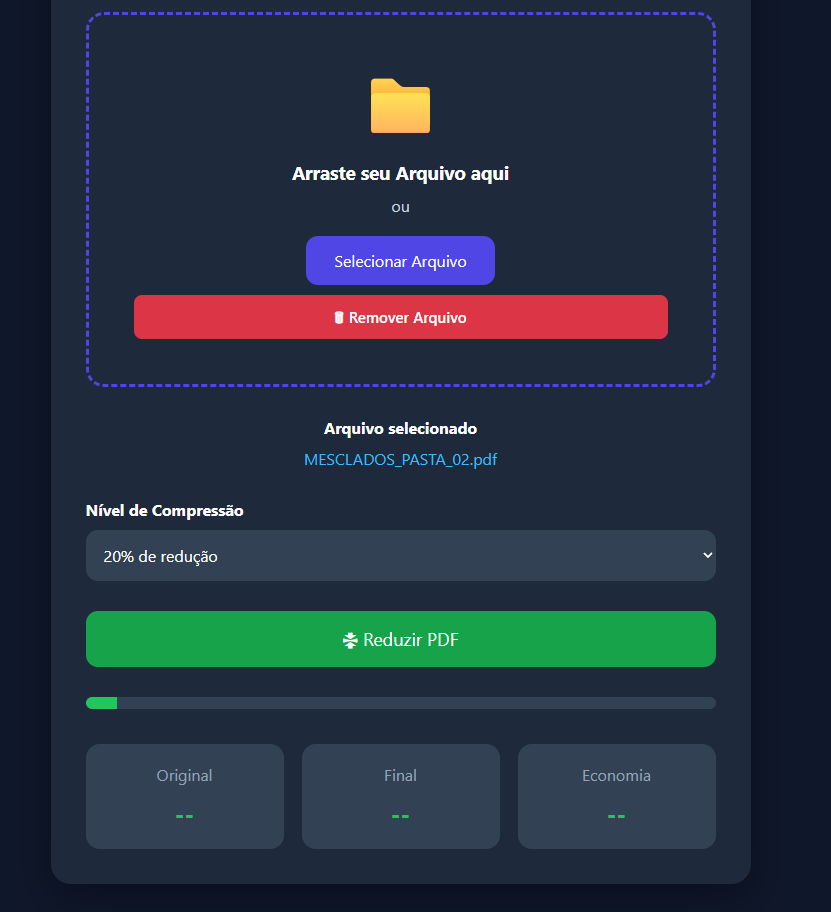 Arraste seu Arquivo aqui
ou
Selecionar Arquivo
Remover Arquivo
Arquivo selecionado
MESCLADOS_PASTA_02.pdf
Nível de Compressão
20% de redução
Reduzir PDF
Original Final Economia
-- -- --